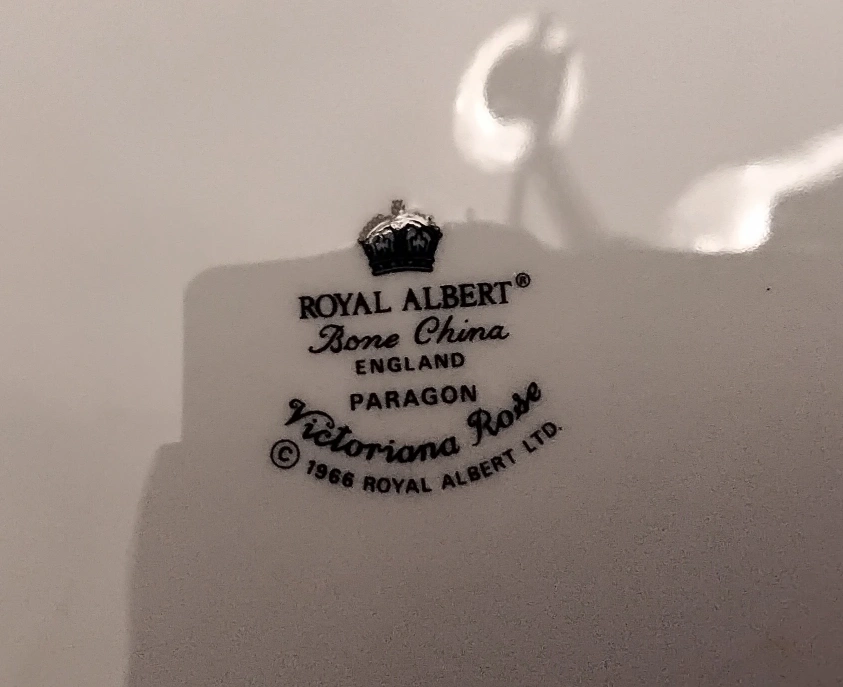 ROYAL ALBERT®
Bone China
ENGLAND
PARAGON
Victoriana Rose
© 1966 ROYAL ALBERT LTD.